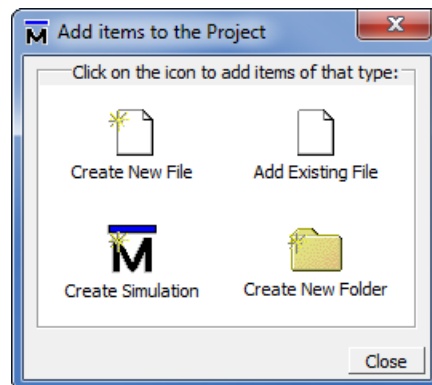 Add items to the Project
Click on the icon to add items of that type:
Create New File Add Existing File
Create Simulation Create New Folder
Close